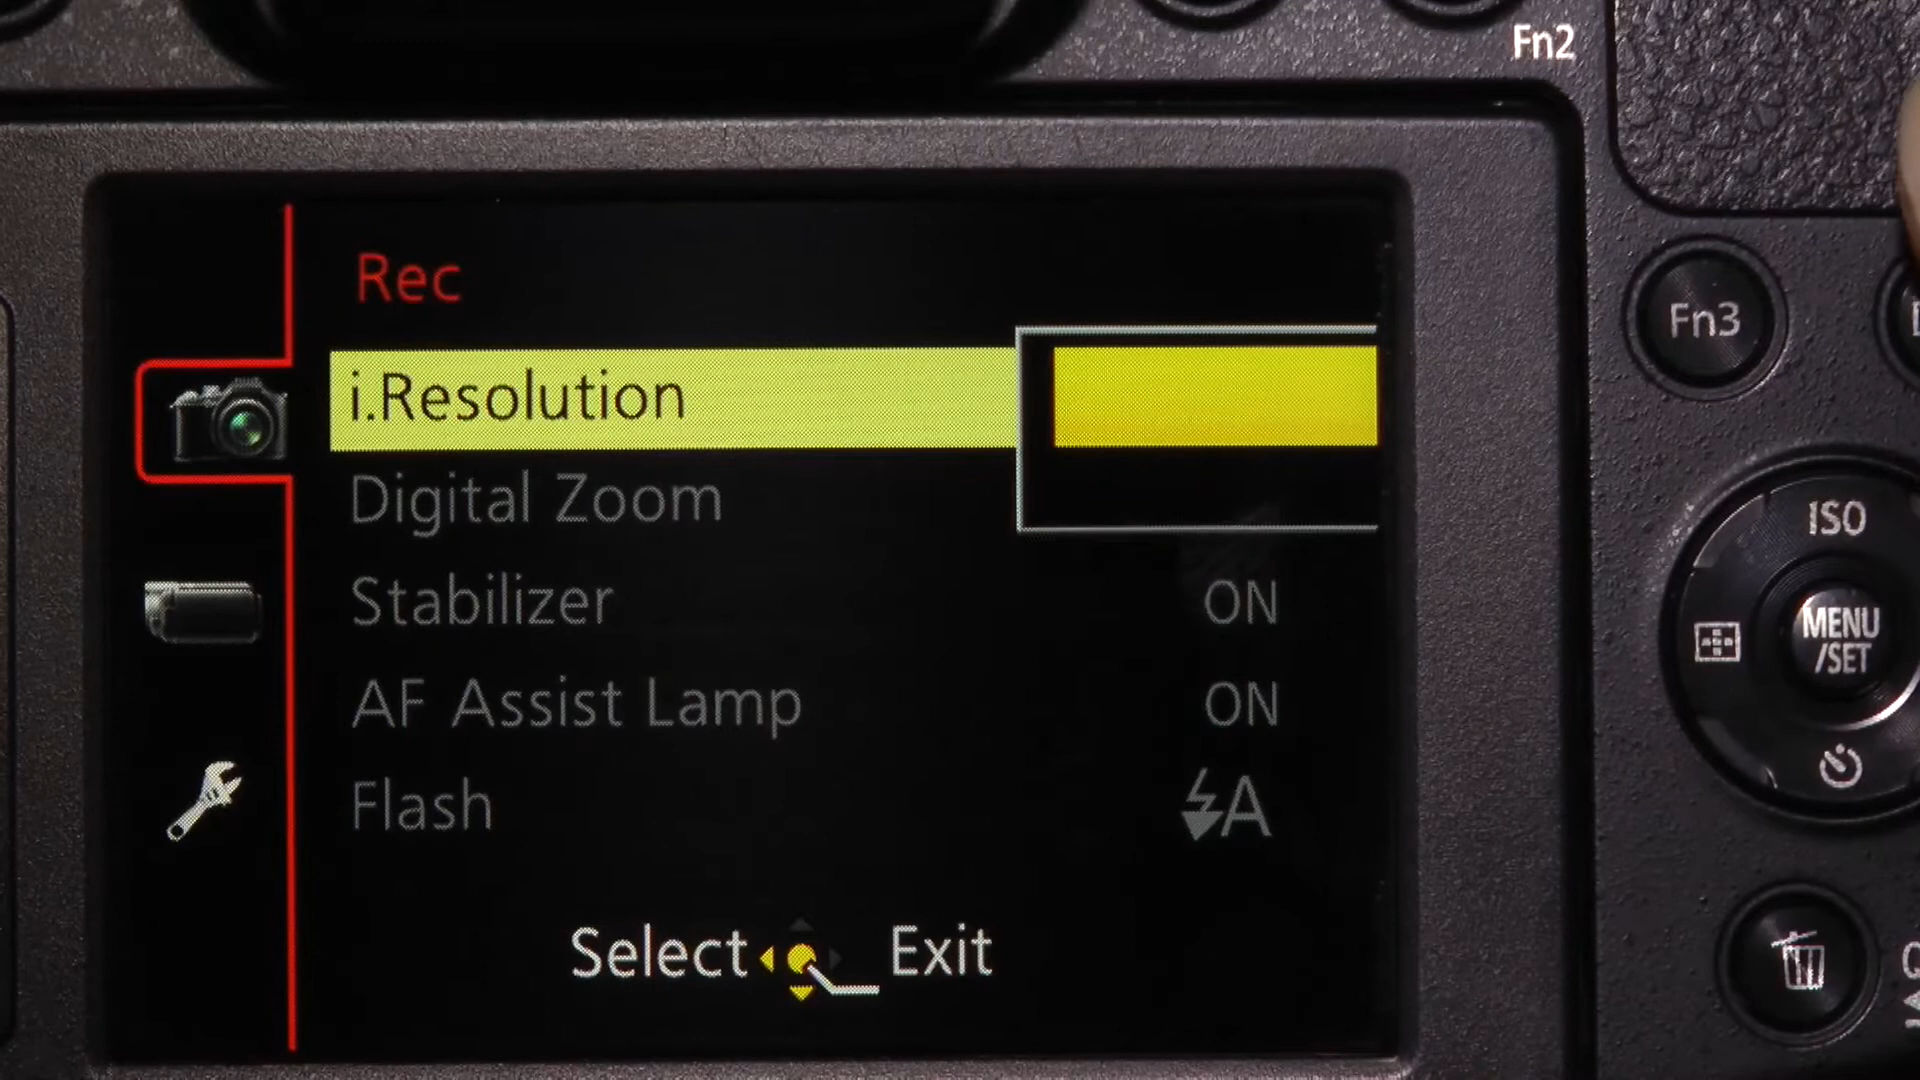 Fn2
Rec
i.Resolution
Digital Zoom
Stabilizer ON
AF Assist Lamp ON
Flash A
Select Exit
Fn3
ISO
MENU
/SET